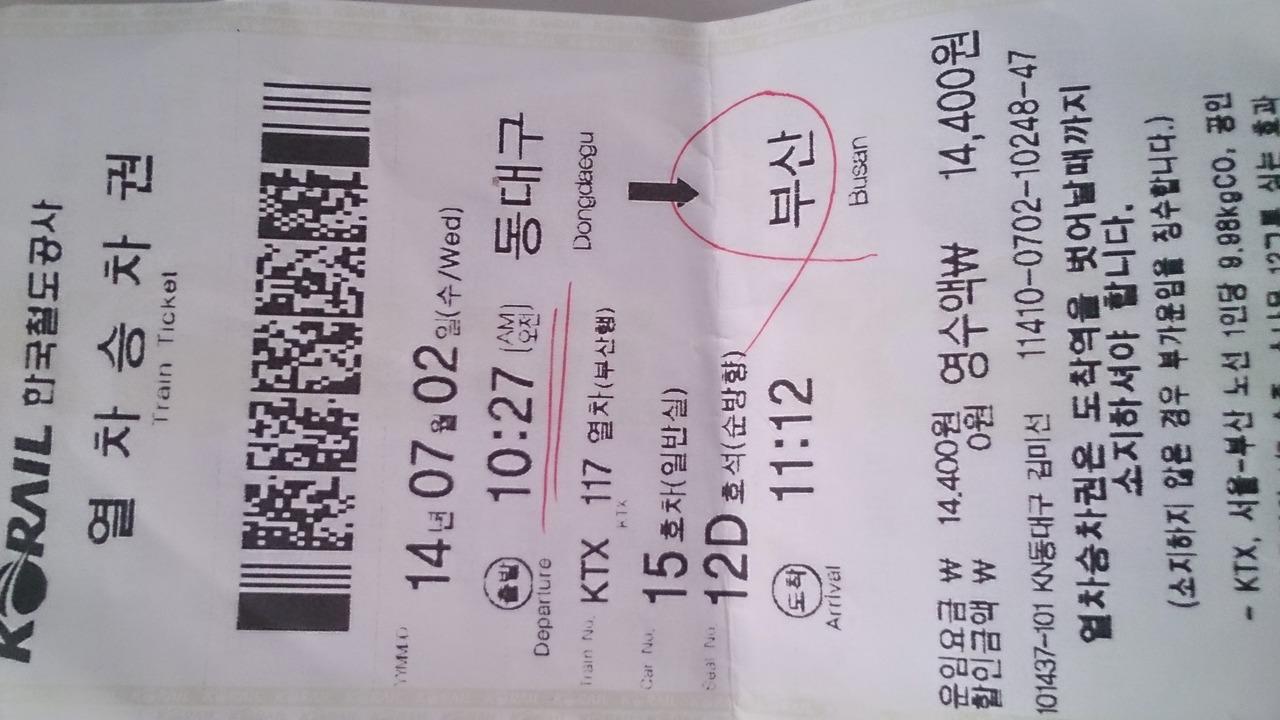 KORAIL 한국철도공사
열 차 승 차 권
Train Ticket
14년 07월 02일(수/Wed)
출발 10:27 (AM 오전) 동대구
Departure Dongdaegu
Train No. KTX 117 열차(부산행)
KTX
Car No. 15 호차(일반실)
Seat No. 12D 호석(순방향)
도착 11:12 부산
Arrival Busan
운임요금 ₩ 14,400원 영수액₩ 14,400원
할인금액 ₩ 0원
101437-101 KN동대구 김미선 11410-0702-10248-47
열차승차권은 도착역을 벗어날때까지
소지하셔야 합니다.
(소지하지 않은 경우 부가운임을 징수합니다.)
- KTX, 서울-부산 노선 1인당 9.98kgCO, 공인
심는 효과